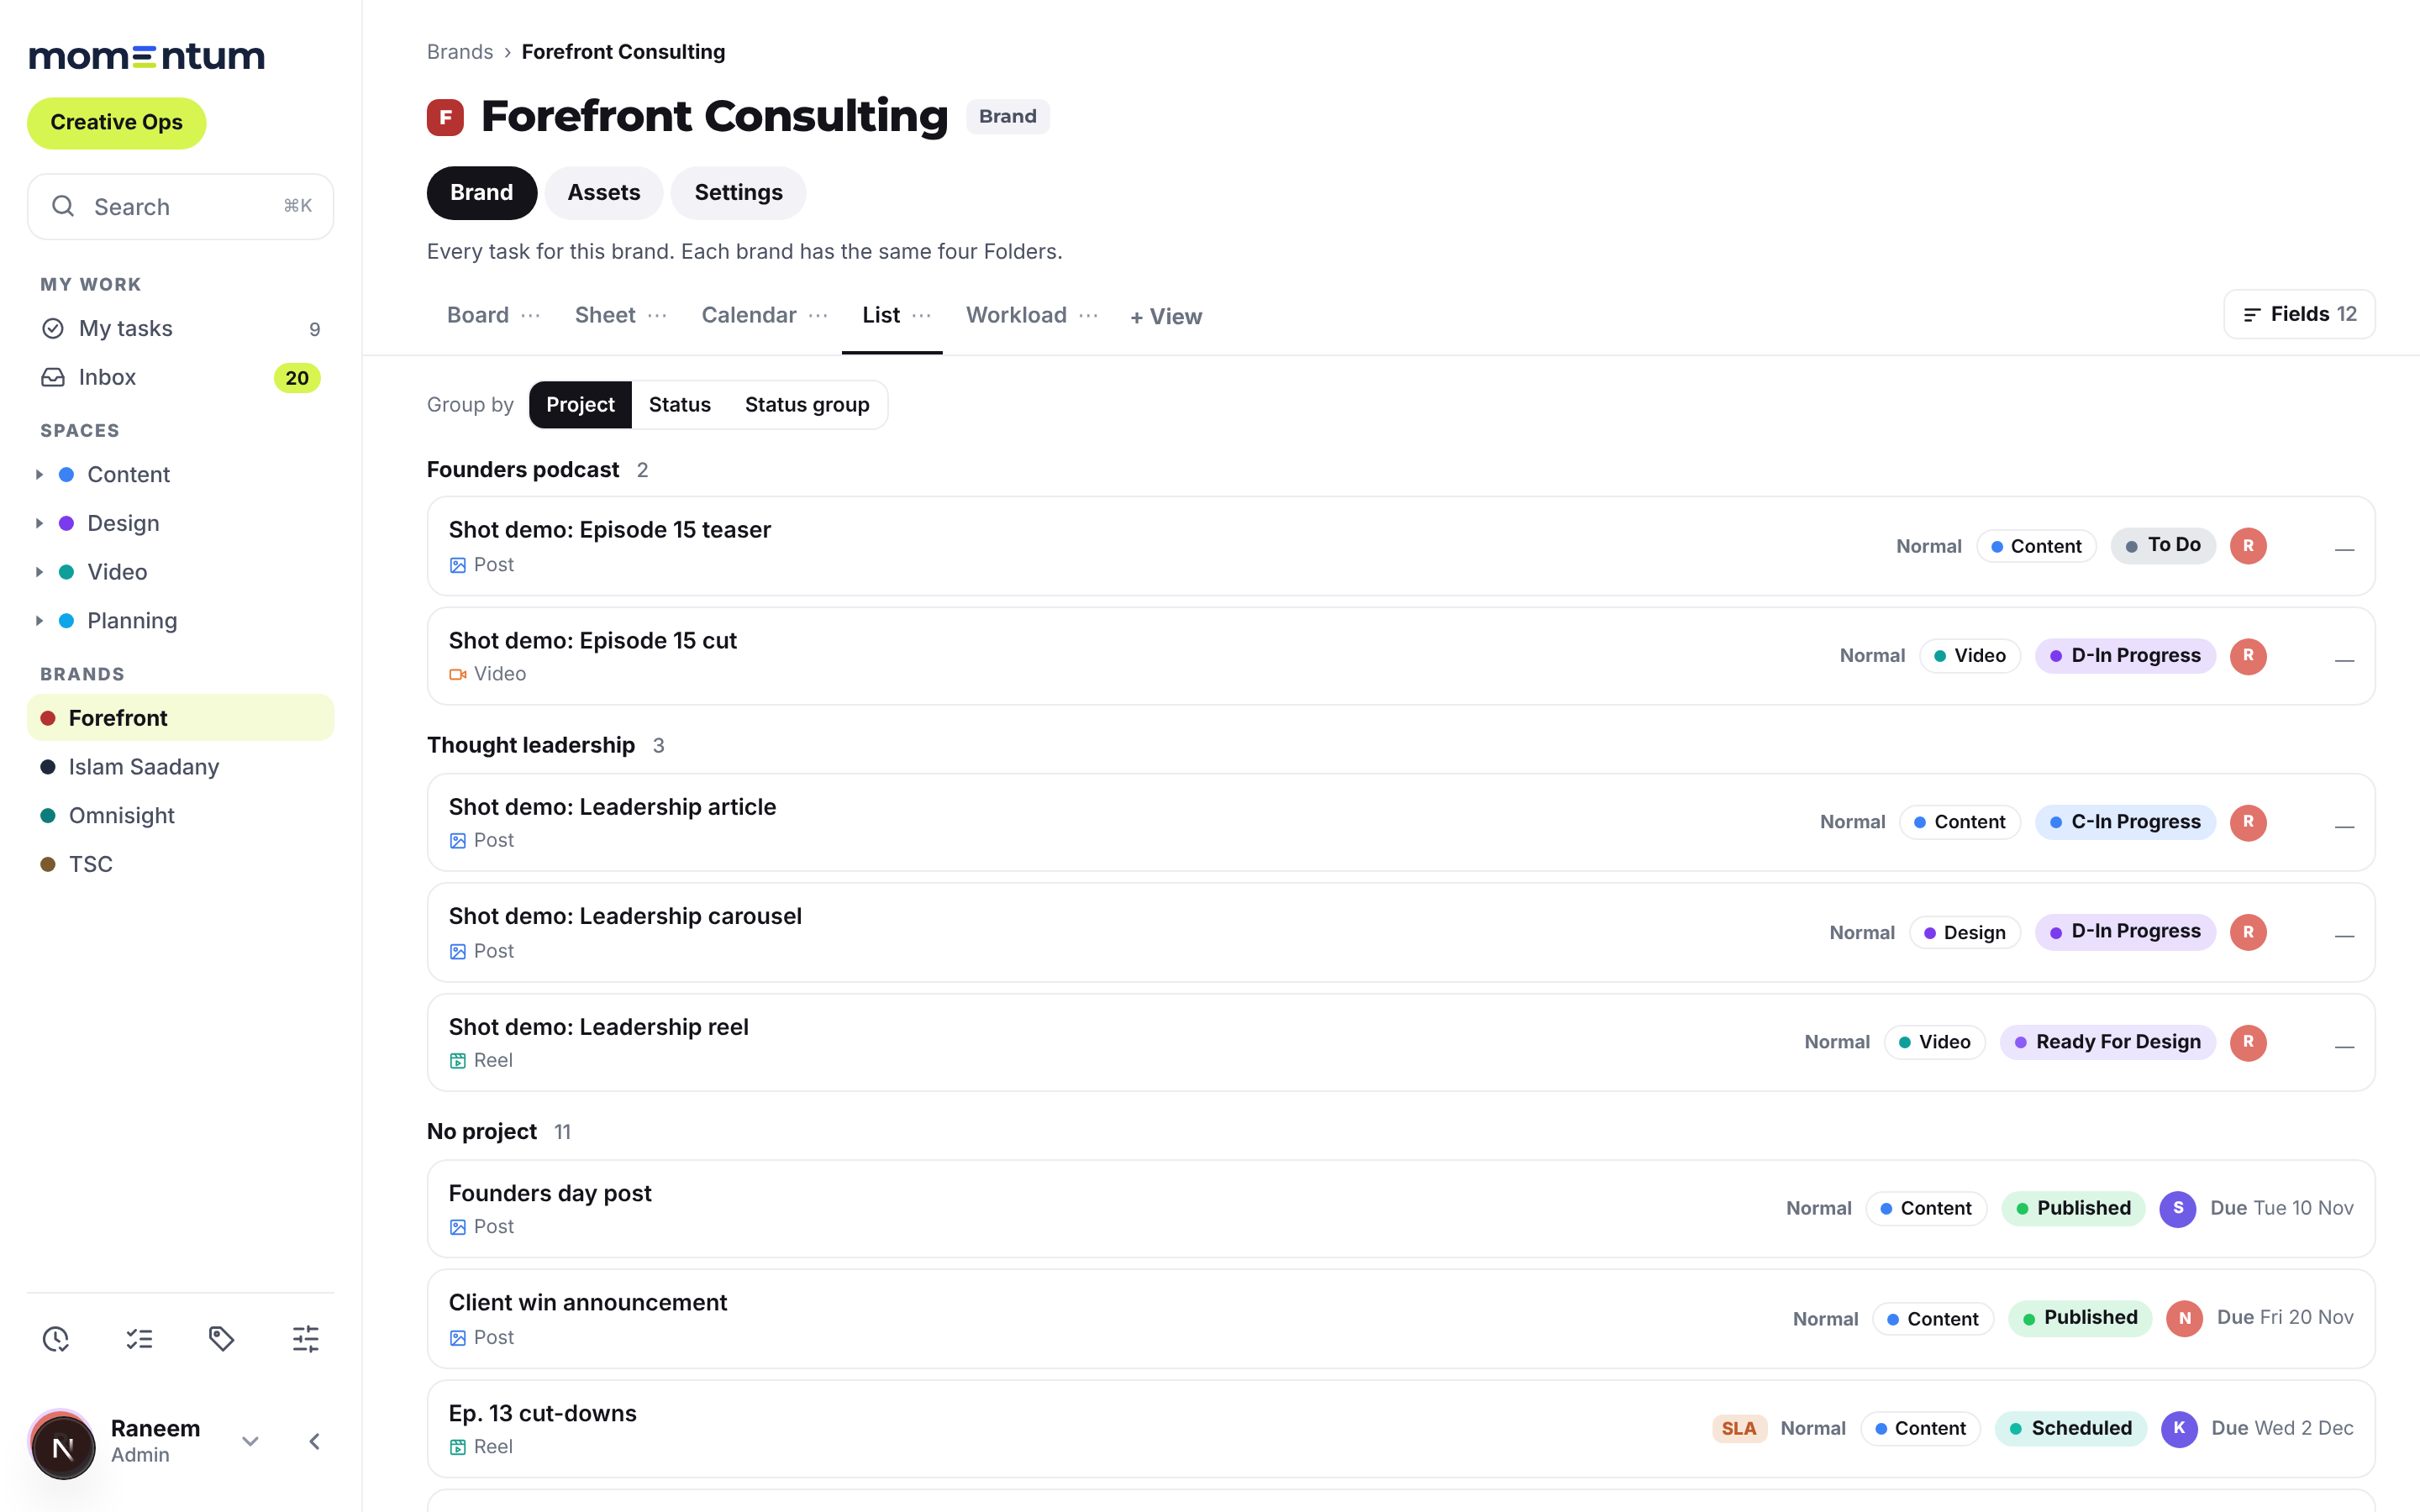 momentum
Creative Ops
Search ⌘K
MY WORK
My tasks 9
Inbox 20
SPACES
Content
Design
Video
Planning
BRANDS
Forefront
Islam Saadany
Omnisight
TSC
N
Raneem
Admin
Brands › Forefront Consulting
F Forefront Consulting Brand
Brand Assets Settings
Every task for this brand. Each brand has the same four Folders.
Board ··· Sheet ··· Calendar ··· List ··· Workload ··· + View Fields 12
Group by Project Status Status group
Founders podcast 2
Shot demo: Episode 15 teaser
Post
Normal Content To Do R —
Shot demo: Episode 15 cut
Video
Normal Video D-In Progress R —
Thought leadership 3
Shot demo: Leadership article
Post
Normal Content C-In Progress R —
Shot demo: Leadership carousel
Post
Normal Design D-In Progress R —
Shot demo: Leadership reel
Reel
Normal Video Ready For Design R —
No project 11
Founders day post
Post
Normal Content Published S Due Tue 10 Nov
Client win announcement
Post
Normal Content Published N Due Fri 20 Nov
Ep. 13 cut-downs
Reel
SLA Normal Content Scheduled K Due Wed 2 Dec